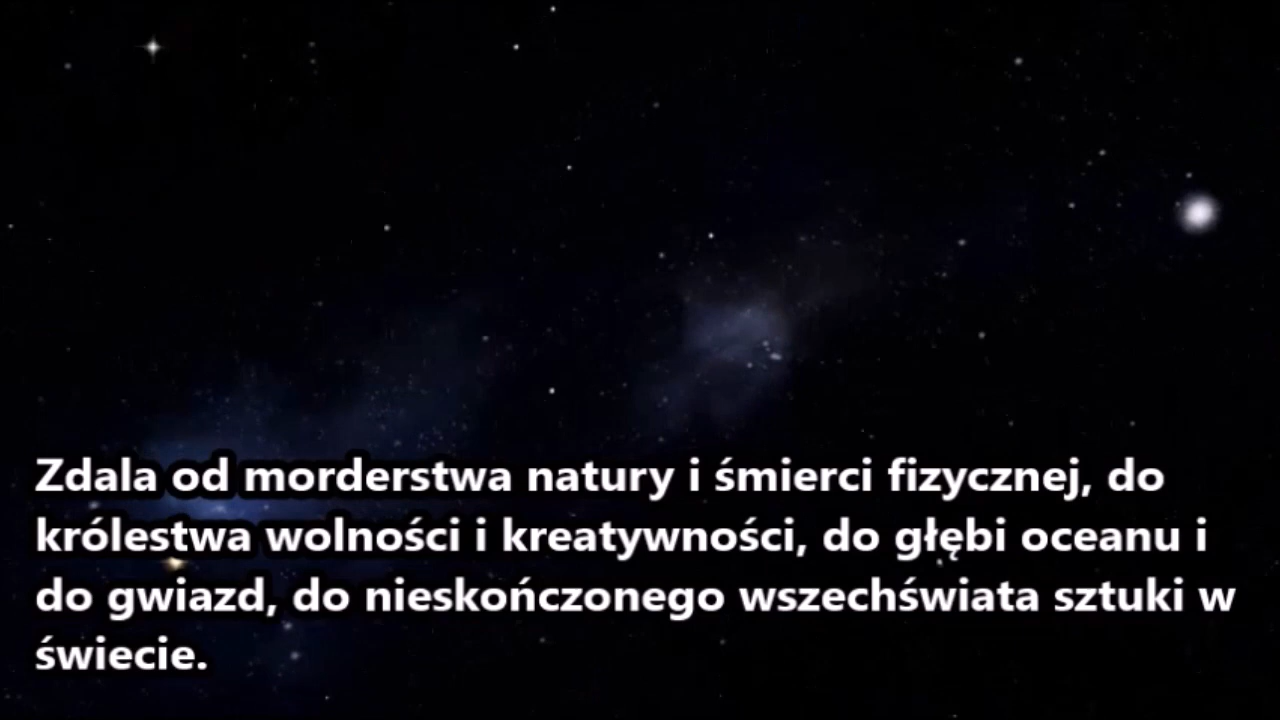 Zdala od morderstwa natury i śmierci fizycznej, do
królestwa wolności i kreatywności, do głębi oceanu i
do gwiazd, do nieskończonego wszechświata sztuki w
świecie.